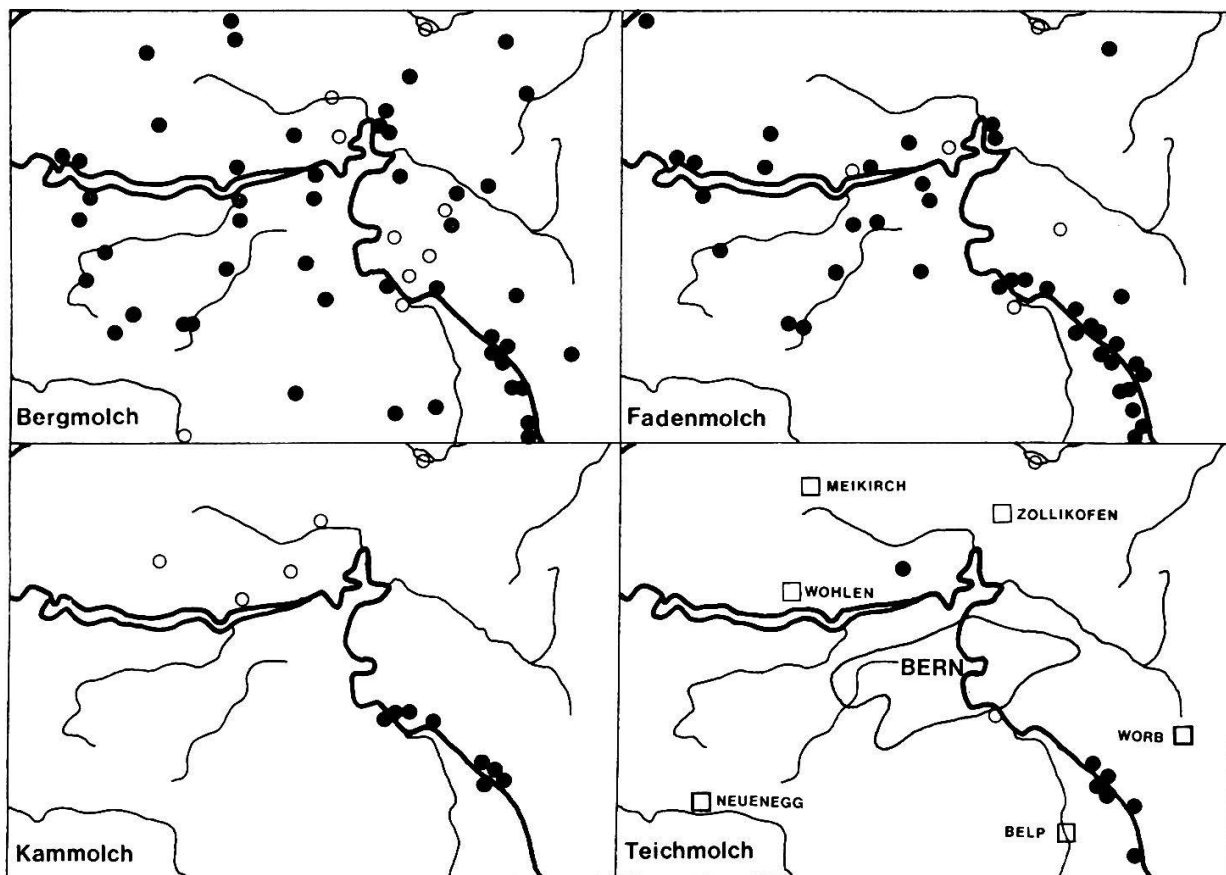 Bergmolch
Fadenmolch
MEIKIRCH
ZOLLIKOFEN
WOHLEN
BERN
WORB
NEUENEGG
BELP
Kammolch
Teichmolch